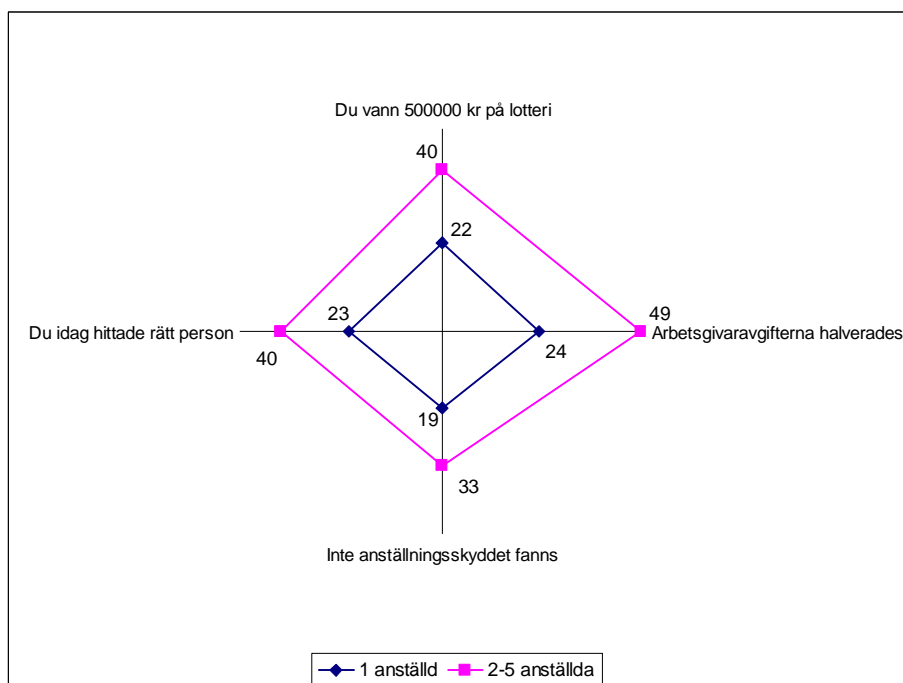 Du vann 500000 kr på lotteri
40
22
23
49
Du idag hittade rätt person
Arbetsgivaravgifterna halverades
40
24
19
33
Inte anställningsskyddet fanns
1 anställd 2-5 anställda